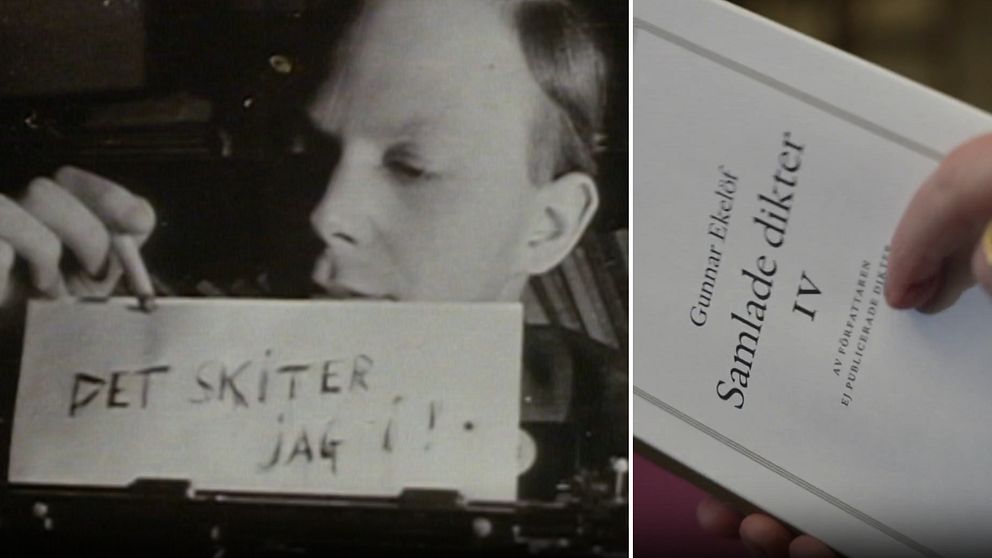 DET SKITER
JAG i!.
Gunnar Ekelöf
Samlade dikter
IV
AV FÖRFATTAREN
EJ PUBLICERADE DIKTER